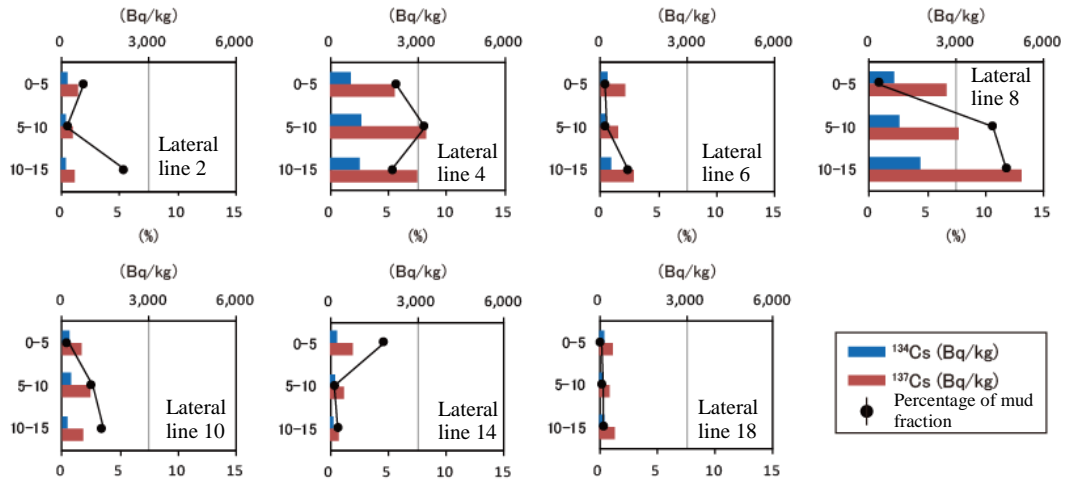 (Bq/kg) (Bq/kg) (Bq/kg) (Bq/kg)
0 3,000 6,000 0 3,000 6,000 0 3,000 6,000 0 3,000 6,000
0-5 0-5 0-5 0-5
5-10 5-10 5-10 5-10
10-15 10-15 10-15 10-15
Lateral
line 2
Lateral
line 4
Lateral
line 6
Lateral
line 8
0 5 10 15 0 5 10 15 0 5 10 15 0 5 10 15
(%) (%) (%) (%)
(Bq/kg) (Bq/kg) (Bq/kg)
0 3,000 6,000 0 3,000 6,000 0 3,000 6,000
0-5 0-5 0-5
5-10 5-10 5-10
10-15 10-15 10-15
Lateral
line 10
Lateral
line 14
Lateral
line 18
0 5 10 15 0 5 10 15 0 5 10 15
¹³⁴Cs (Bq/kg)
¹³⁷Cs (Bq/kg)
Percentage of mud
fraction